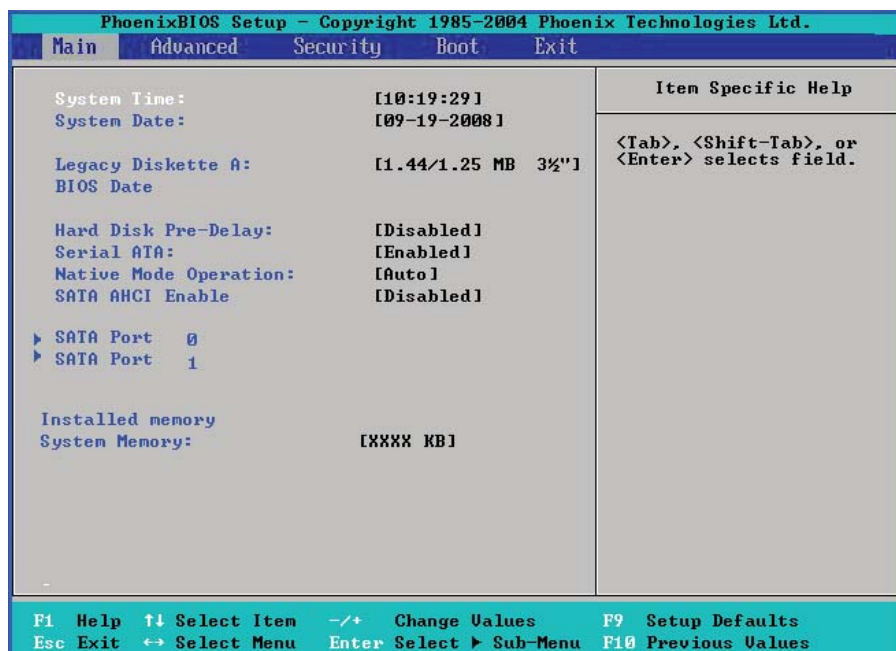 PhoenixBIOS Setup - Copyright 1985-2004 Phoenix Technologies Ltd.
Main Advanced Security Boot Exit
System Time: [10:19:29]
System Date: [09-19-2008]
Legacy Diskette A: [1.44/1.25 MB 3½"]
BIOS Date
Hard Disk Pre-Delay: [Disabled]
Serial ATA: [Enabled]
Native Mode Operation: [Auto]
SATA AHCI Enable [Disabled]
SATA Port 0
SATA Port 1
Installed memory
System Memory: [XXXX KB]
Item Specific Help
<Tab>, <Shift-Tab>, or
<Enter> selects field.
F1 Help ↑↓ Select Item -/+ Change Values F9 Setup Defaults
Esc Exit ↔ Select Menu Enter Select ▶ Sub-Menu F10 Previous Values